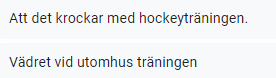 Att det krockar med hockeyträningen.
Vädret vid utomhus träningen